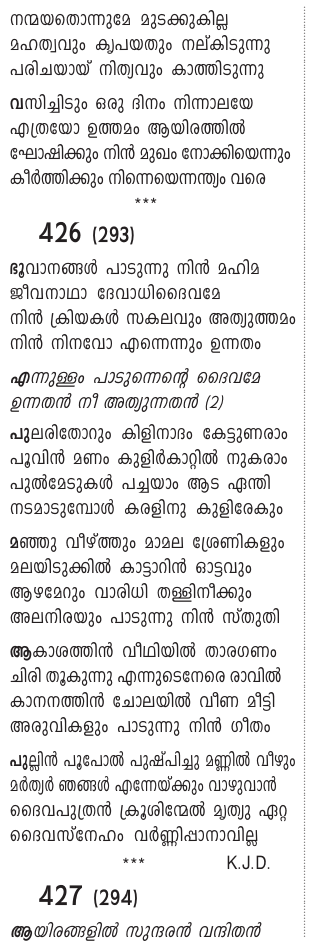 നന്മയതൊന്നുമേ മുടക്കുകില്ല
മഹത്വവും കൃപയതും നല്കിടുന്നു
പരിചയായ് നിത്യവും കാത്തിടുന്നു
വസിച്ചിടും ഒരു ദിനം നിന്നാലയേ
എത്രയോ ഉത്തമം ആയിരത്തിൽ
ഘോഷിക്കും നിൻ മുഖം നോക്കിയെന്നും
കീർത്തിക്കും നിന്നെയെന്നന്ത്യം വരെ
***
426 (293)
ഭൂവാനങ്ങൾ പാടുന്നു നിൻ മഹിമ
ജീവനാഥാ ദേവാധിദൈവമേ
നിൻ ക്രിയകൾ സകലവും അത്യുത്തമം
നിൻ നിനവോ എന്നെന്നും ഉന്നതം
എന്നുള്ളം പാടുന്നെന്റെ ദൈവമേ
ഉന്നതൻ നീ അത്യുന്നതൻ (2)
പുലരിതോറും കിളിനാദം കേട്ടുണരാം
പൂവിൻ മണം കുളിർകാറ്റിൽ നുകരാം
പുൽമേടുകൾ പച്ചയാം ആട ഏന്തി
നടമാടുമ്പോൾ കരളിനു കുളിരേകും
മഞ്ഞു വീഴ്ത്തും മാമല ശ്രേണികളും
മലയിടുക്കിൽ കാട്ടാറിൻ ഓട്ടവും
ആഴമേറും വാരിധി തള്ളിനീക്കും
അലനിരയും പാടുന്നു നിൻ സ്തുതി
ആകാശത്തിൻ വീഥിയിൽ താരഗണം
ചിരി തൂകുന്നു എന്നുടെനേരെ രാവിൽ
കാനനത്തിൻ ചോലയിൽ വീണ മീട്ടി
അരുവികളും പാടുന്നു നിൻ ഗീതം
പുല്ലിൻ പൂപോൽ പുഷ്പിച്ചു മണ്ണിൽ വീഴും
മർത്യർ ഞങ്ങൾ എന്നേയ്ക്കും വാഴുവാൻ
ദൈവപുത്രൻ ക്രൂശിന്മേൽ മൃത്യു ഏറ്റ
ദൈവസ്നേഹം വർണ്ണിപ്പാനാവില്ല
*** K.J.D.
427 (294)
ആയിരങ്ങളിൽ സുന്ദരൻ വന്ദിതൻ